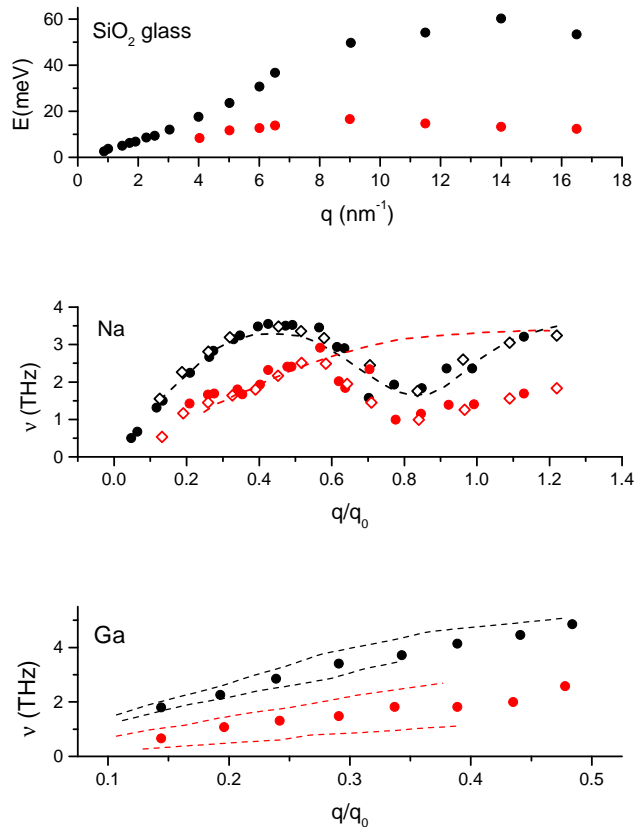 SiO₂ glass
E(meV)
60
40
20
0
0 2 4 6 8 10 12 14 16 18
q (nm⁻¹)
Na
ν (THz)
4
3
2
1
0
0.0 0.2 0.4 0.6 0.8 1.0 1.2 1.4
q/q₀
Ga
ν (THz)
4
2
0
0.1 0.2 0.3 0.4 0.5
q/q₀